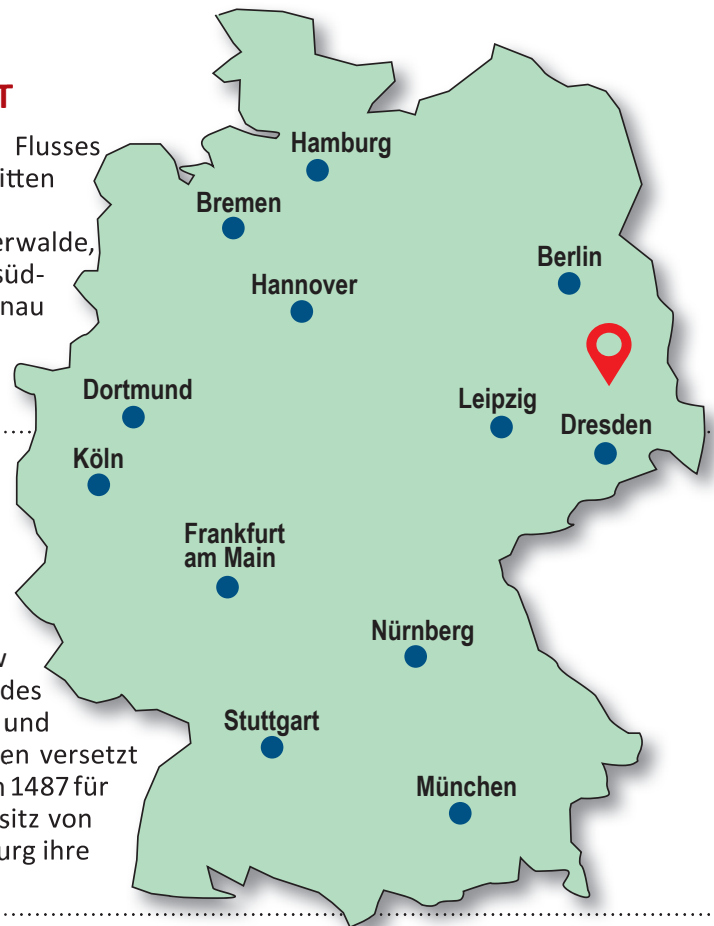 T
Flusses
itten
erwalde,
süd-
nau
des
und
en versetzt
n 1487 für
sitz von
urg ihre
Hamburg
Bremen
Berlin
Hannover
Dortmund
Leipzig
Dresden
Köln
Frankfurt
am Main
Nürnberg
Stuttgart
München